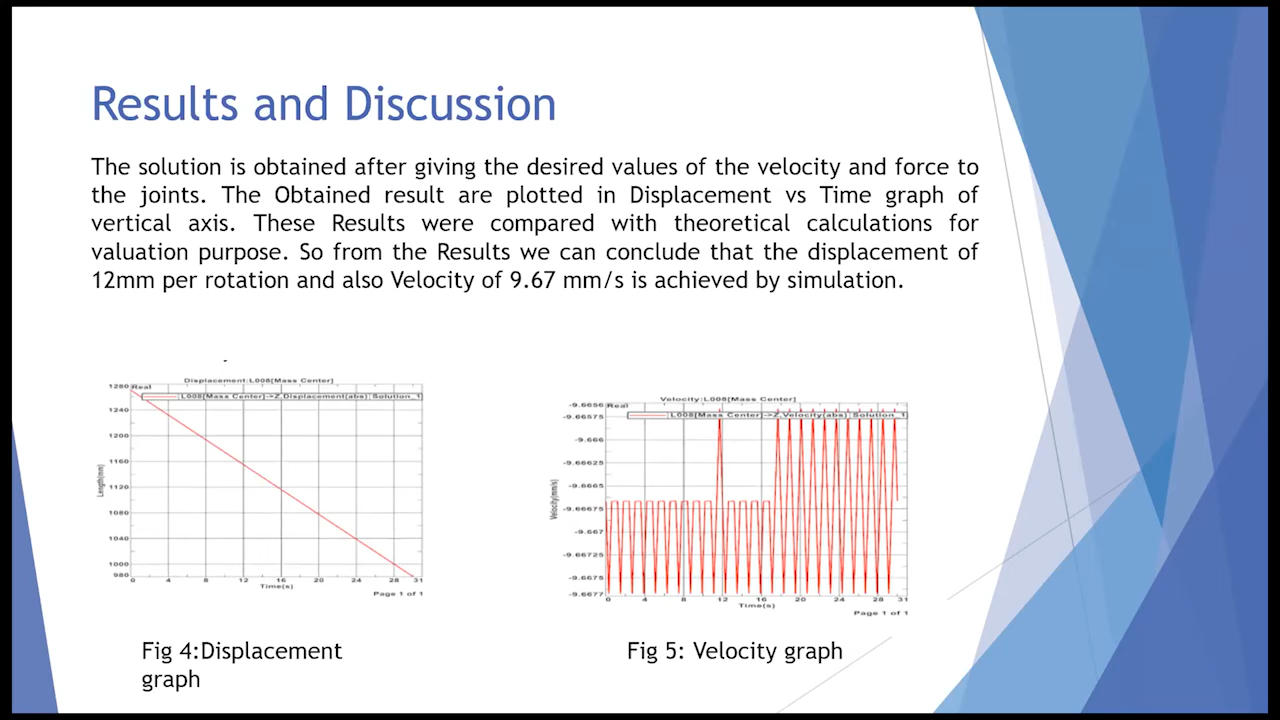 Results and Discussion
The solution is obtained after giving the desired values of the velocity and force to
the joints. The Obtained result are plotted in Displacement vs Time graph of
vertical axis. These Results were compared with theoretical calculations for
valuation purpose. So from the Results we can conclude that the displacement of
12mm per rotation and also Velocity of 9.67 mm/s is achieved by simulation.
Displacement:L008[Mass Center]
Real
L008[Mass Center]->Z,Displacement(abs) Solution_1
Length(mm)
1280
1240
1200
1160
1120
1080
1040
1000
980
0 4 8 12 16 20 24 28 31
Time(s)
Page 1 of 1
Velocity:L008[Mass Center]
Real
L008[Mass Center]->Z,Velocity(abs) Solution_1
Velocity(mm/s)
-9.6656
-9.66575
-9.666
-9.66625
-9.6665
-9.66675
-9.667
-9.66725
-9.6675
-9.6677
0 4 8 12 16 20 24 28 31
Time(s)
Page 1 of 1
Fig 4:Displacement
graph
Fig 5: Velocity graph